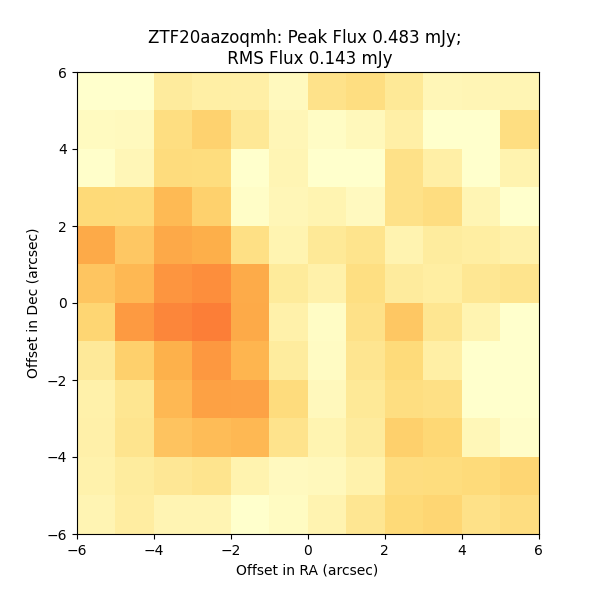 ZTF20aazoqmh: Peak Flux 0.483 mJy;
RMS Flux 0.143 mJy
6
4
2
0
−2
−4
−6
Offset in Dec (arcsec)
−6 −4 −2 0 2 4 6
Offset in RA (arcsec)